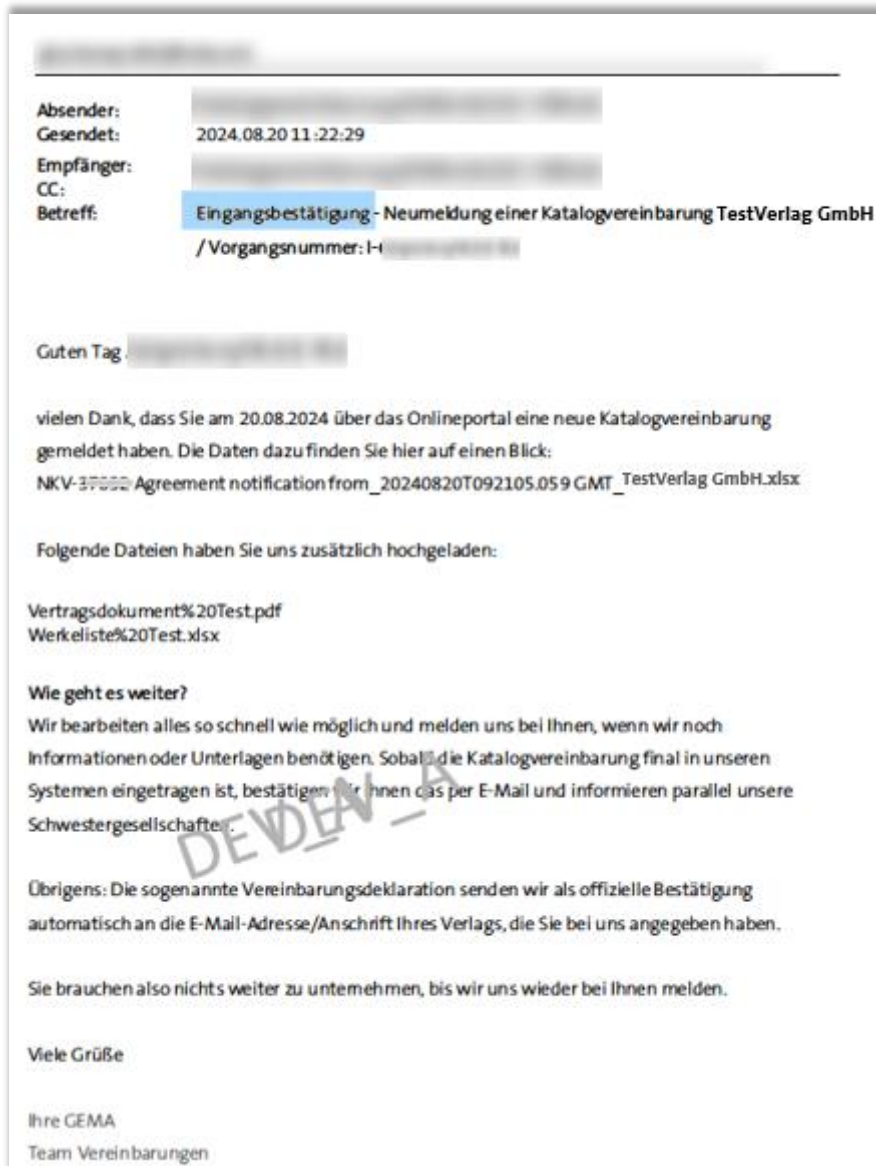 Absender:
Gesendet: 2024.08.20 11:22:29
Empfänger:
CC:
Betreff: Eingangsbestätigung - Neumeldung einer Katalogvereinbarung TestVerlag GmbH
/ Vorgangsnummer: I-
Guten Tag
vielen Dank, dass Sie am 20.08.2024 über das Onlineportal eine neue Katalogvereinbarung
gemeldet haben. Die Daten dazu finden Sie hier auf einen Blick:
NKV- Agreement notification from_20240820T092105.059 GMT_TestVerlag GmbH.xlsx
Folgende Dateien haben Sie uns zusätzlich hochgeladen:
Vertragsdokument%20Test.pdf
Werkeliste%20Test.xlsx
Wie geht es weiter?
Wir bearbeiten alles so schnell wie möglich und melden uns bei Ihnen, wenn wir noch
Informationen oder Unterlagen benötigen. Sobald die Katalogvereinbarung final in unseren
Systemen eingetragen ist, bestätigen wir Ihnen das per E-Mail und informieren parallel unsere
Schwestergesellschaften.
Übrigens: Die sogenannte Vereinbarungsdeklaration senden wir als offizielle Bestätigung
automatisch an die E-Mail-Adresse/Anschrift Ihres Verlags, die Sie bei uns angegeben haben.
Sie brauchen also nichts weiter zu unternehmen, bis wir uns wieder bei Ihnen melden.
Viele Grüße
Ihre GEMA
Team Vereinbarungen